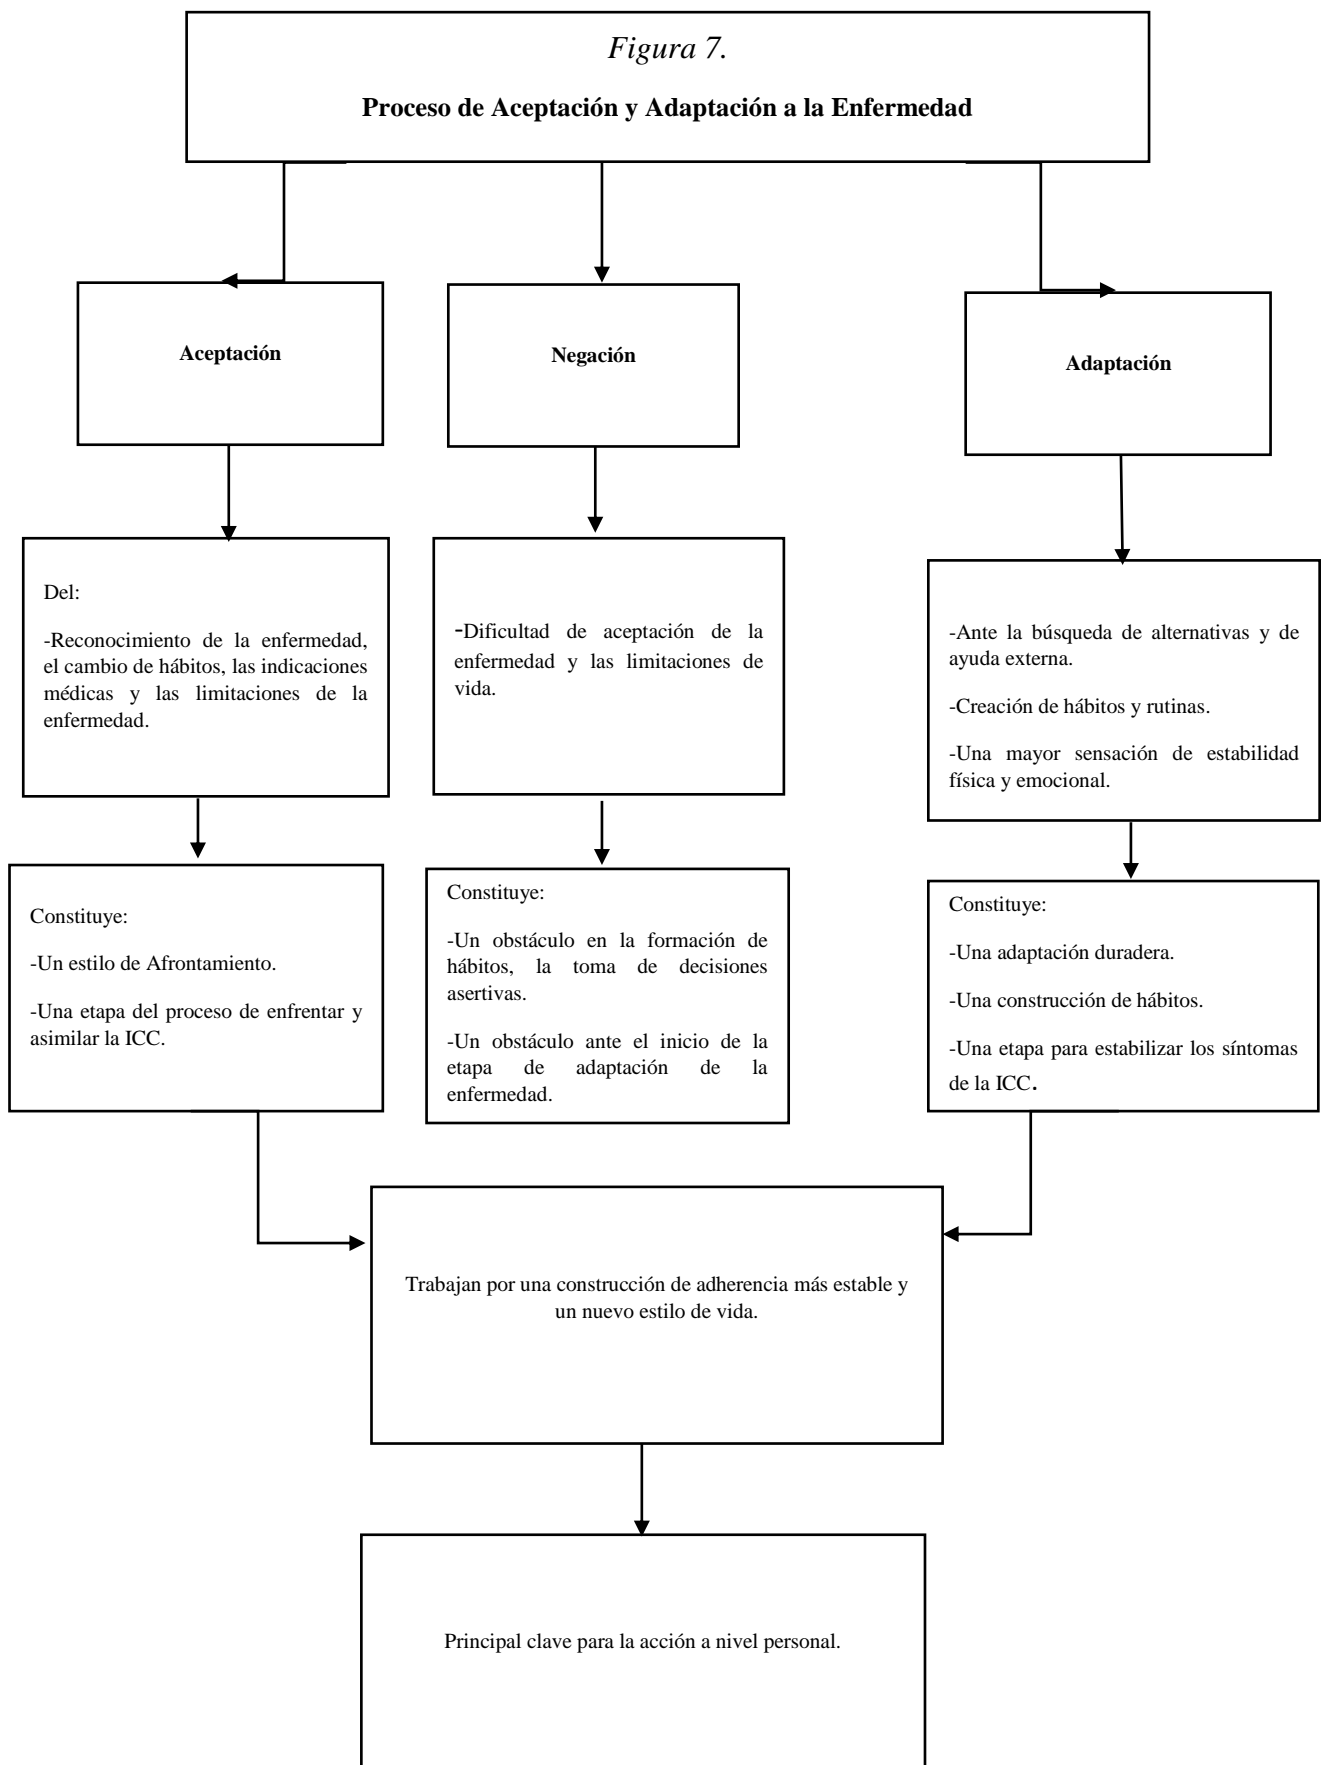 Figura 7.
Proceso de Aceptación y Adaptación a la Enfermedad
Aceptación
Negación
Adaptación
Del:
-Reconocimiento de la enfermedad,
el cambio de hábitos, las indicaciones
médicas y las limitaciones de la
enfermedad.
-Dificultad de aceptación de la
enfermedad y las limitaciones de
vida.
-Ante la búsqueda de alternativas y de
ayuda externa.
-Creación de hábitos y rutinas.
-Una mayor sensación de estabilidad
física y emocional.
Constituye:
-Un estilo de Afrontamiento.
-Una etapa del proceso de enfrentar y
asimilar la ICC.
Constituye:
-Un obstáculo en la formación de
hábitos, la toma de decisiones
asertivas.
-Un obstáculo ante el inicio de la
etapa de adaptación de la
enfermedad.
Constituye:
-Una adaptación duradera.
-Una construcción de hábitos.
-Una etapa para estabilizar los síntomas
de la ICC.
Trabajan por una construcción de adherencia más estable y
un nuevo estilo de vida.
Principal clave para la acción a nivel personal.